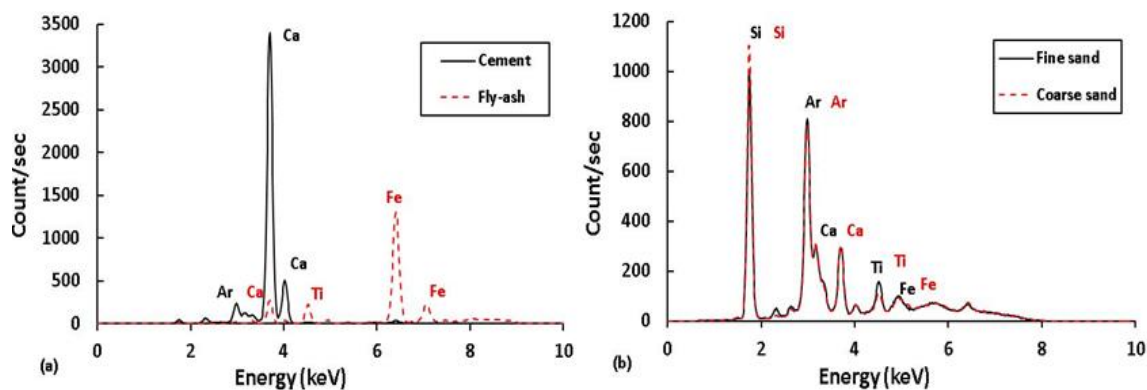 3500
3000
2500
2000
1500
1000
500
0
Count/sec
Ca
Cement
Fly-ash
Fe
Ca
Ar
Ca
Ti
Fe
0 2 4 6 8 10
(a)
Energy (keV)
1200
1000
800
600
400
200
0
Count/sec
Si Si
Fine sand
Coarse sand
Ar Ar
Ca Ca
Ti Ti
Fe Fe
0 2 4 6 8 10
(b)
Energy (keV)